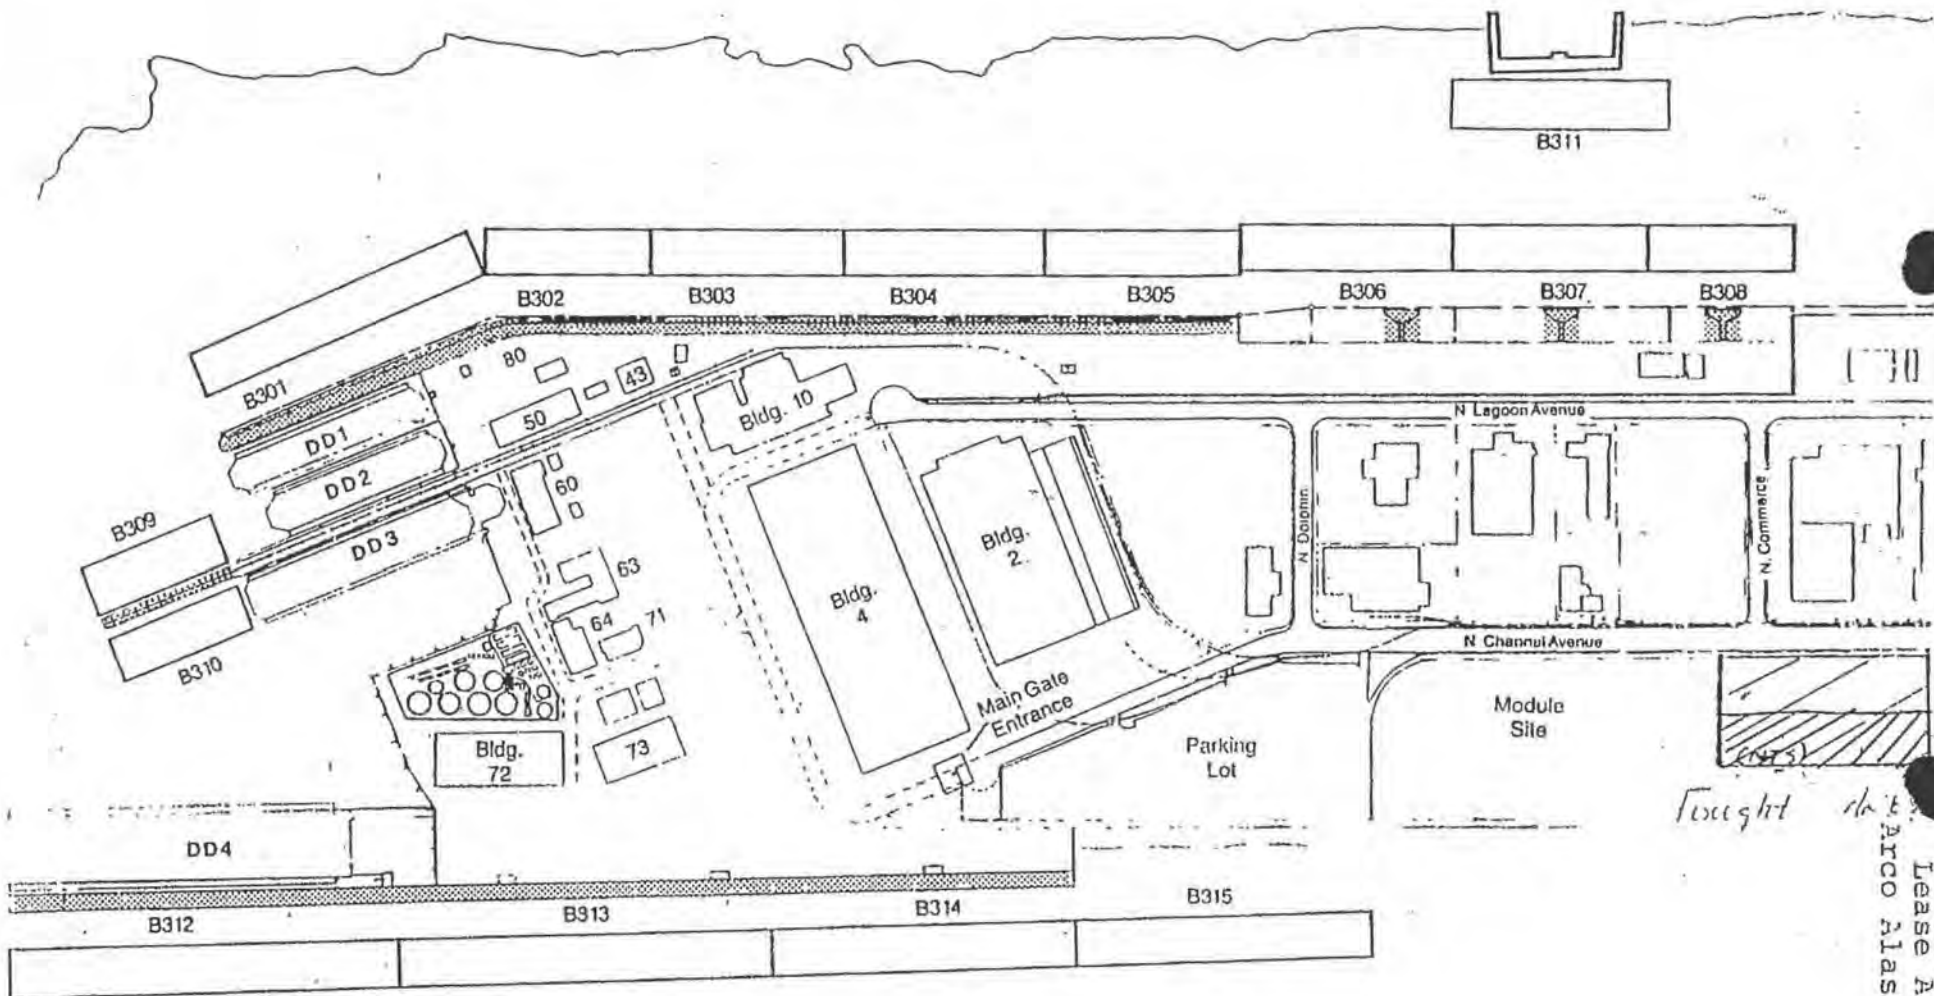 B311
B302
B303
B304
B305
B306
B307
B308
B301
80
43
50
Bldg. 10
N Lagoon Avenue
DD1
DD2
DD3
B309
B310
60
63
64
71
73
Bldg.
72
Bldg.
4
Bldg.
2
N Dolphin
N. Commerce
N Channel Avenue
Main Gate
Entrance
Parking
Lot
Module
Site
(NTS)
DD4
B312
B313
B314
B315
Lease A
Arco Alas